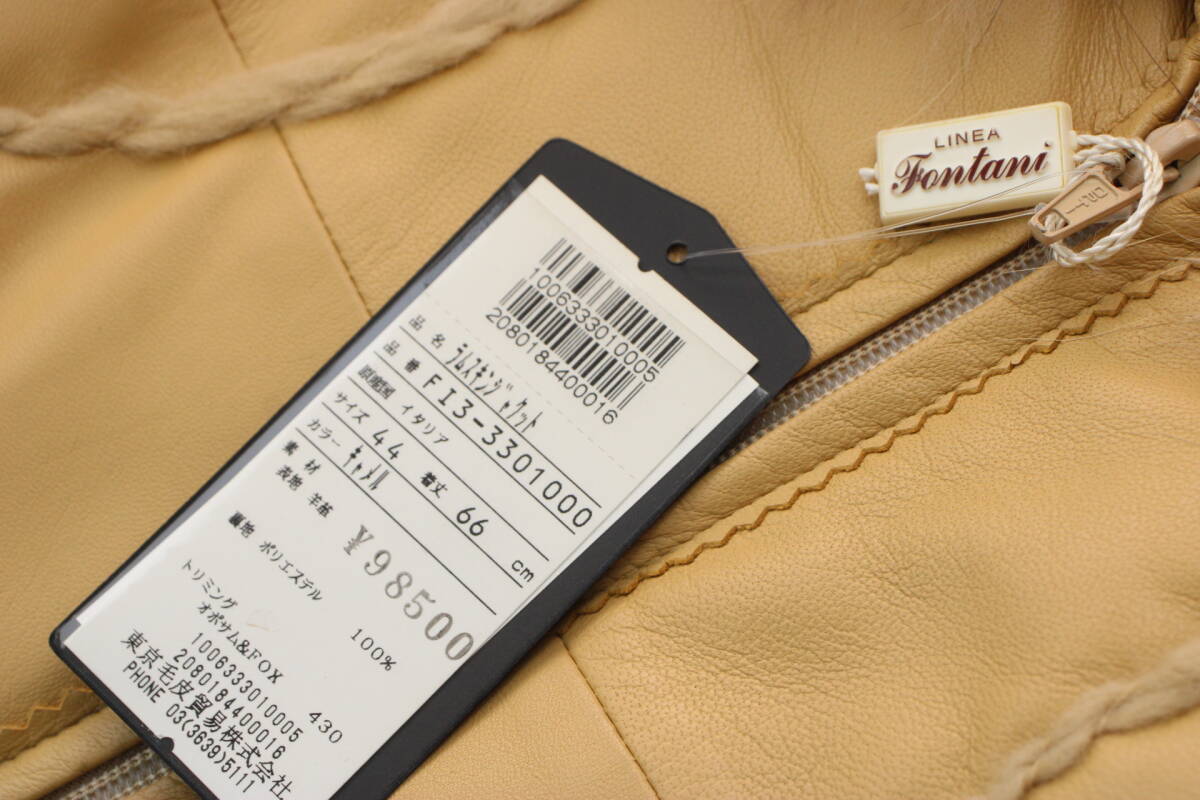 LINEA
Fontani
1006333010005
2080184400016
品 名 ラムスキンジャケット
品 番 FI3-3301000
原産国 イタリア
サイズ 44 着丈 66 cm
カラー キャメル
素 材
表地 羊革
¥98500
裏地 ポリエステル 100%
トリミング
オポサム&FOX
1006333010005 430
2080184400016
東京毛皮貿易株式会社
PHONE 03(3639)5111